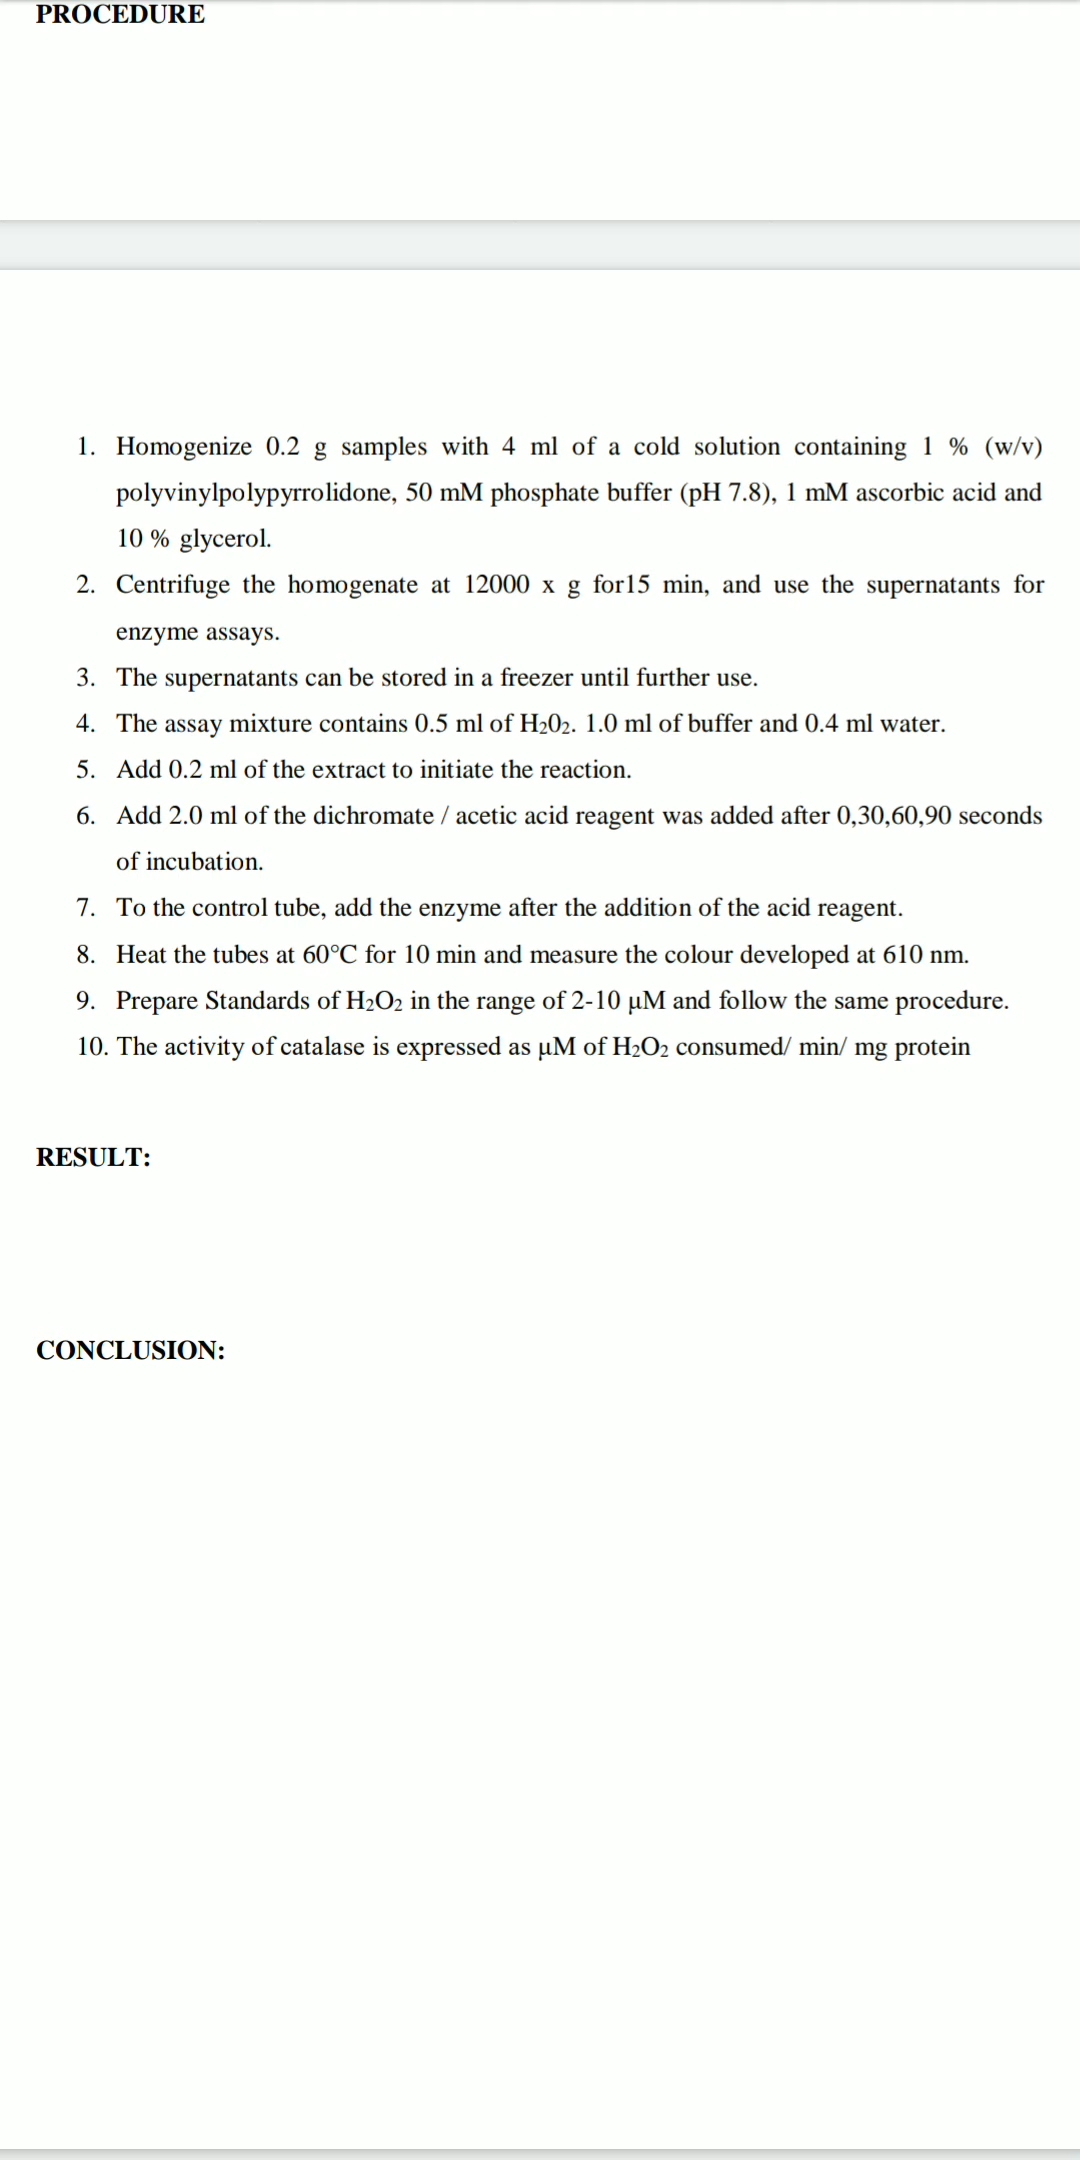 PROCEDURE
1. Homogenize 0.2 g samples with 4 ml of a cold solution containing 1 % (w/v)
polyvinylpolypyrrolidone, 50 mM phosphate buffer (pH 7.8), 1 mM ascorbic acid and
10 % glycerol.
2. Centrifuge the homogenate at 12000 x g for15 min, and use the supernatants for
enzyme assays.
3. The supernatants can be stored in a freezer until further use.
4. The assay mixture contains 0.5 ml of H₂0₂. 1.0 ml of buffer and 0.4 ml water.
5. Add 0.2 ml of the extract to initiate the reaction.
6. Add 2.0 ml of the dichromate / acetic acid reagent was added after 0,30,60,90 seconds
of incubation.
7. To the control tube, add the enzyme after the addition of the acid reagent.
8. Heat the tubes at 60°C for 10 min and measure the colour developed at 610 nm.
9. Prepare Standards of H₂O₂ in the range of 2-10 µM and follow the same procedure.
10. The activity of catalase is expressed as µM of H₂O₂ consumed/ min/ mg protein
RESULT:
CONCLUSION: